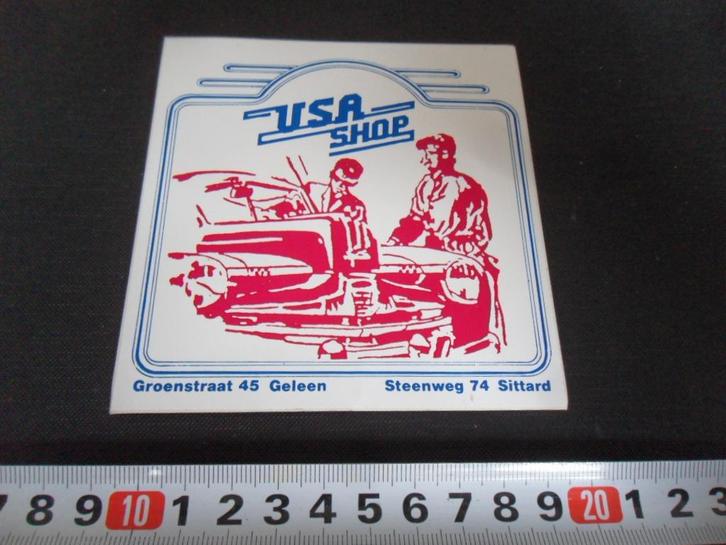 USA
SHOP
Groenstraat 45 Geleen Steenweg 74 Sittard
7 8 9 10 1 2 3 4 5 6 7 8 9 20 1 2 3